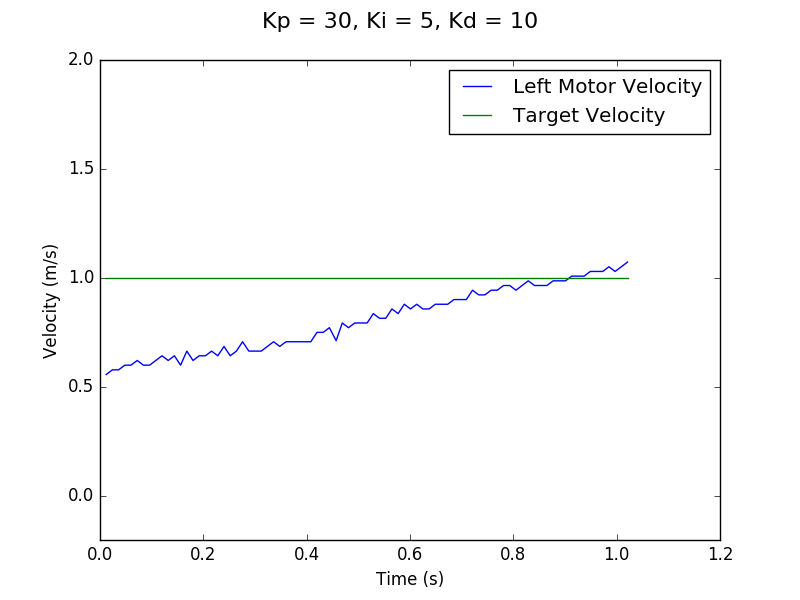 Kp = 30, Ki = 5, Kd = 10
2.0
Left Motor Velocity
Target Velocity
1.5
1.0
Velocity (m/s)
0.5
0.0
0.0 0.2 0.4 0.6 0.8 1.0 1.2
Time (s)